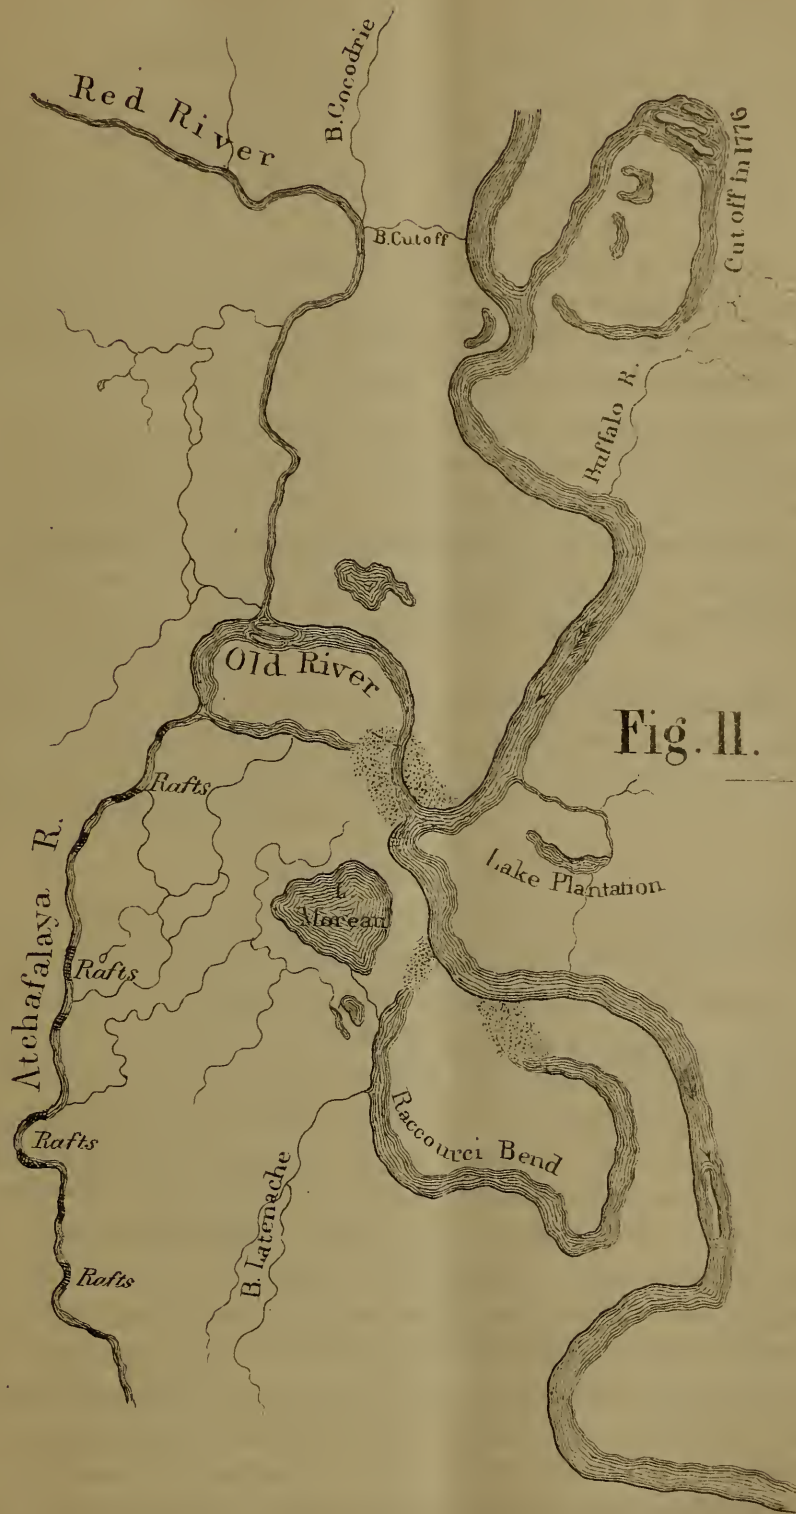 Red River
B. Cocodrie
B. Cutoff
Cut off in 1776
Buffalo R.
Old River
Fig. 11.
Rafts
Atchafalaya R.
Lake Plantation
L.
Moreau
Rafts
Raccourci Bend
Rafts
B. Latenache
Rafts